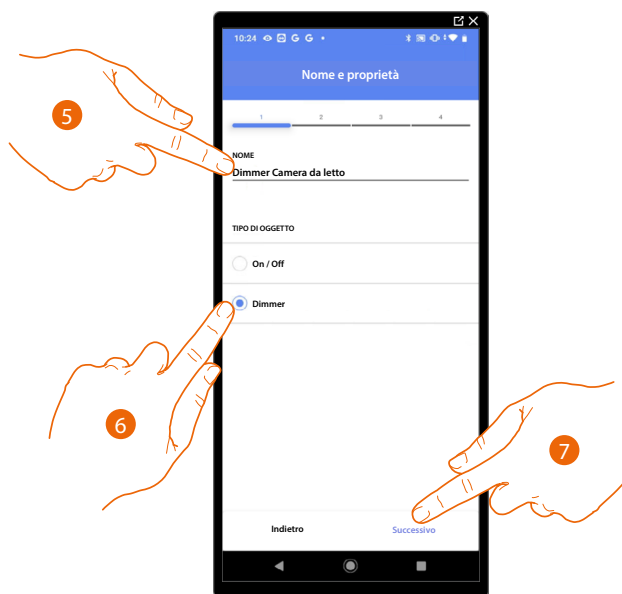 10:24 G G
Nome e proprietà
1 2 3 4
NOME
5
Dimmer Camera da letto
TIPO DI OGGETTO
On / Off
Dimmer
6
7
Indietro Successivo